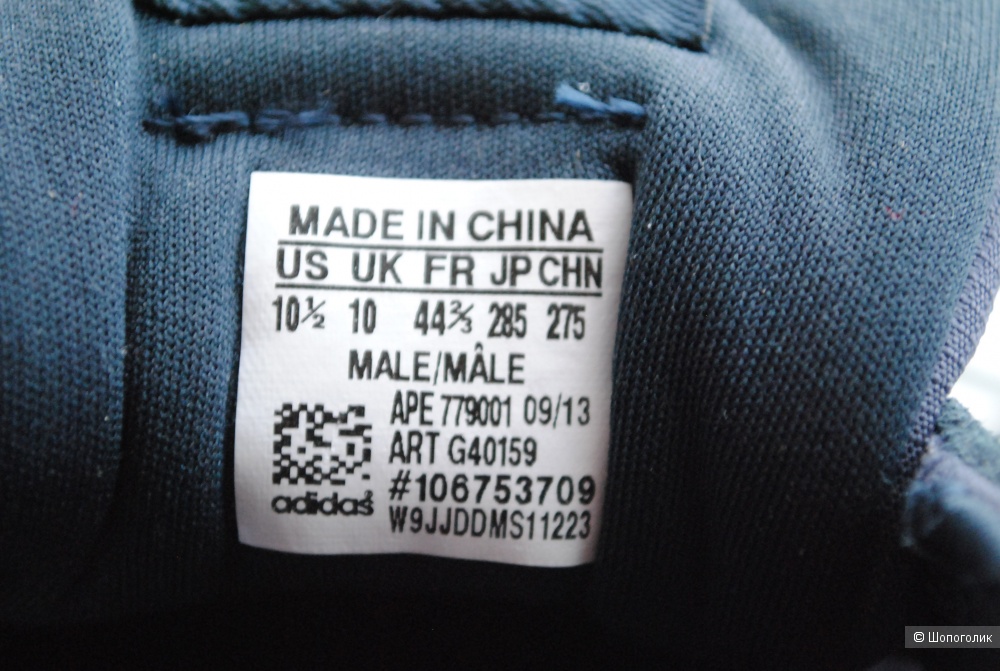 MADE IN CHINA
US UK FR JP CHN
10½ 10 44⅔ 285 275
MALE/MÂLE
APE 779001 09/13
ART G40159
#106753709
adidas
W9JJDDMS11223
© Шопоголик